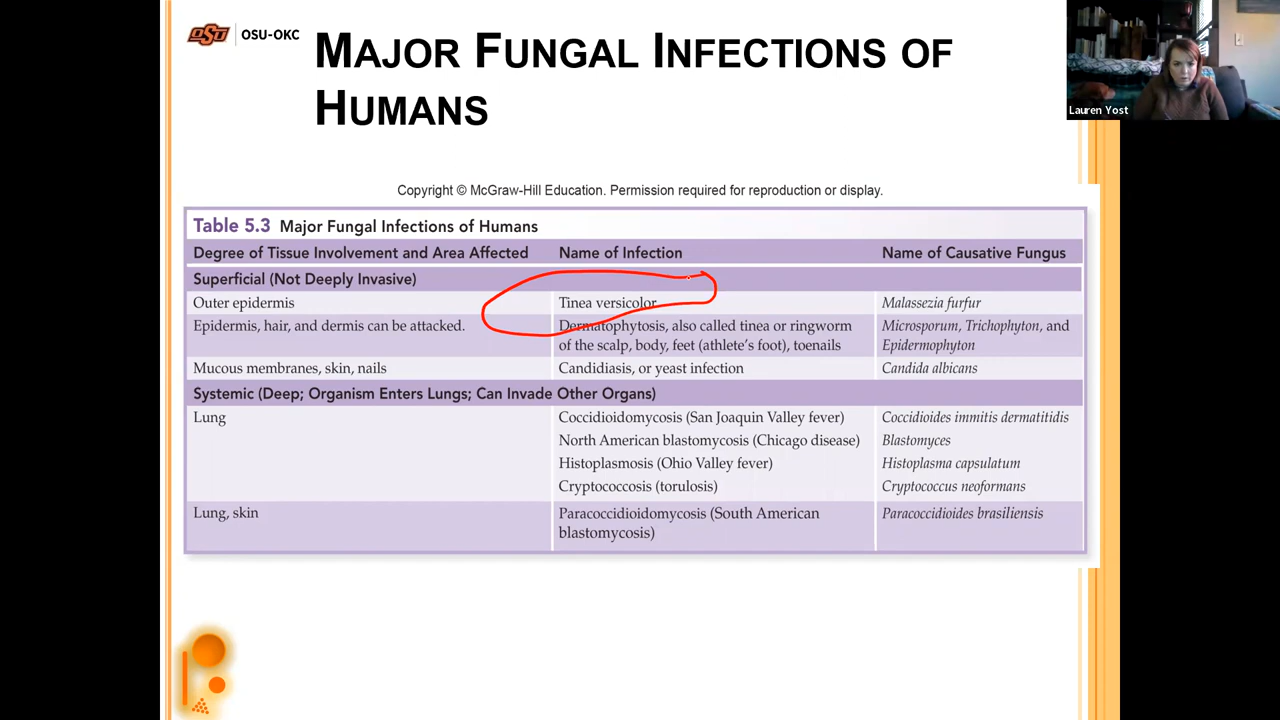 OSU OSU-OKC
MAJOR FUNGAL INFECTIONS OF
HUMANS
Lauren Yost
Copyright © McGraw-Hill Education. Permission required for reproduction or display.
Table 5.3 Major Fungal Infections of Humans
Degree of Tissue Involvement and Area Affected Name of Infection Name of Causative Fungus
Superficial (Not Deeply Invasive)
Outer epidermis Tinea versicolor Malassezia furfur
Epidermis, hair, and dermis can be attacked. Dermatophytosis, also called tinea or ringworm Microsporum, Trichophyton, and
of the scalp, body, feet (athlete's foot), toenails Epidermophyton
Mucous membranes, skin, nails Candidiasis, or yeast infection Candida albicans
Systemic (Deep; Organism Enters Lungs; Can Invade Other Organs)
Lung Coccidioidomycosis (San Joaquin Valley fever) Coccidioides immitis dermatitidis
North American blastomycosis (Chicago disease) Blastomyces
Histoplasmosis (Ohio Valley fever) Histoplasma capsulatum
Cryptococcosis (torulosis) Cryptococcus neoformans
Lung, skin Paracoccidioidomycosis (South American Paracoccidioides brasiliensis
blastomycosis)